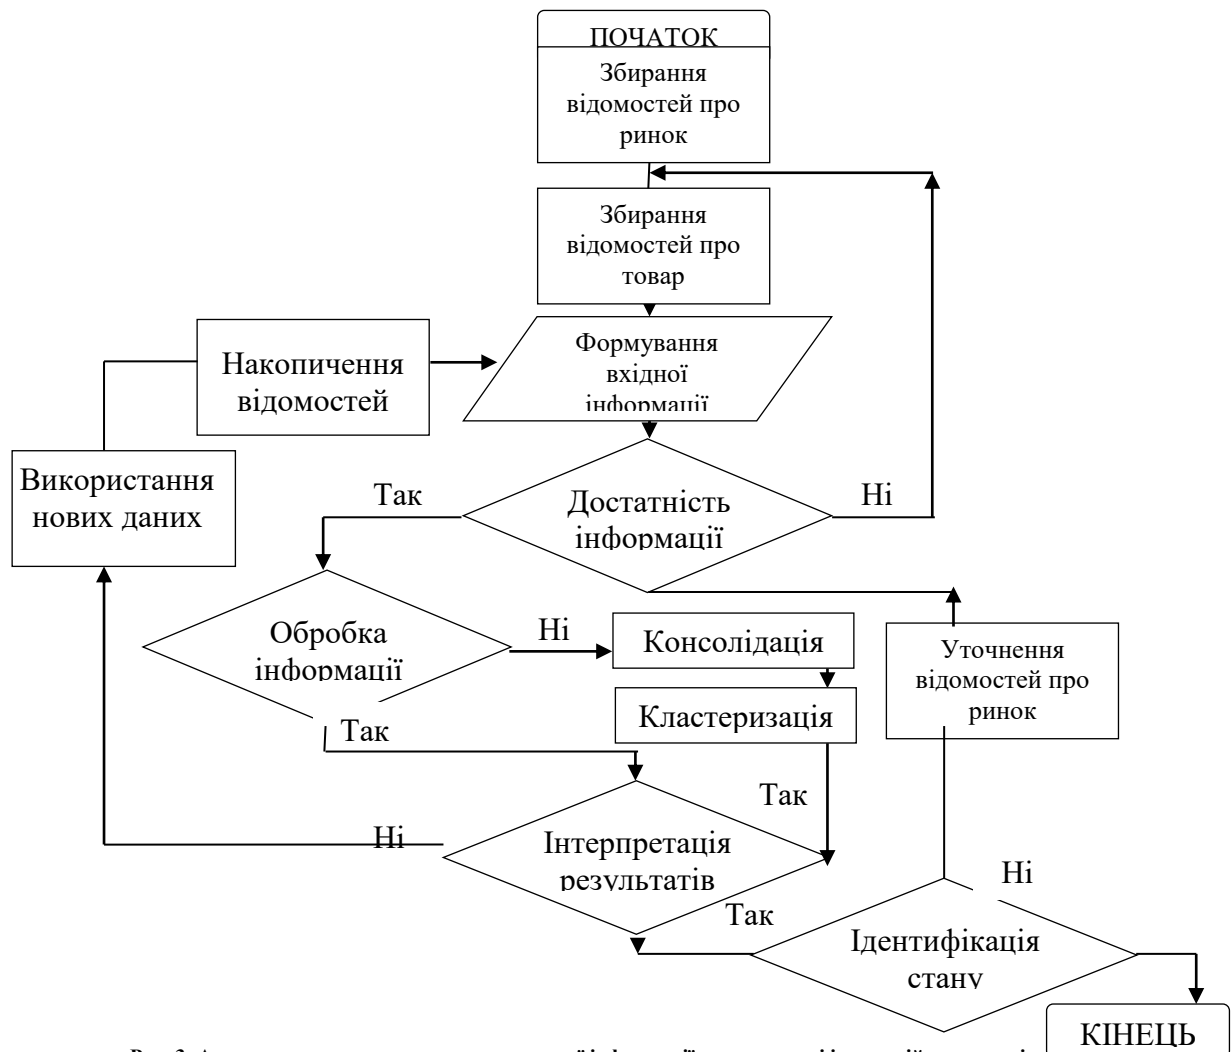 ПОЧАТОК
Збирання
відомостей про
ринок
Збирання
відомостей про
товар
Накопичення
відомостей
Формування
вхідної
інформації
Використання
нових даних
Так
Достатність
інформації
Ні
Обробка
інформації
Ні
Консолідація
Кластеризація
Уточнення
відомостей про
ринок
Так
Так
Ні
Інтерпретація
результатів
Так
Ні
Ідентифікація
стану
КІНЕЦЬ